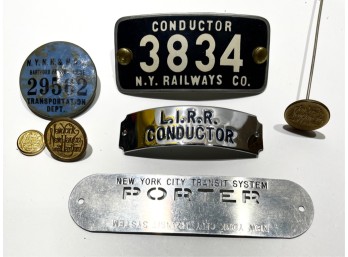 CONDUCTOR
3834
N.Y. RAILWAYS CO.
N.Y., N.H. & H.
29562
TRANSPORTATION
DEPT.
L.I.R.R.
CONDUCTOR
NEW YORK CITY TRANSIT SYSTEM
PORTER